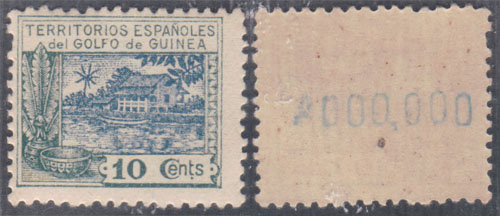 TERRITORIOS ESPAÑOLES
del GOLFO de GUINEA
10 Cents
A000,000